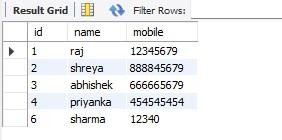 Result Grid Filter Rows:
id name mobile
1 raj 12345679
2 shreya 888845679
3 abhishek 666665679
4 priyanka 454545454
6 sharma 12340